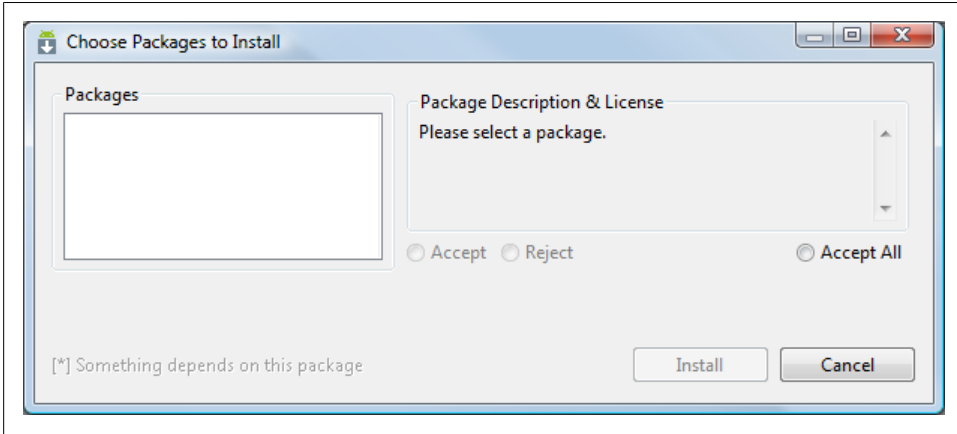 Choose Packages to Install
Packages
Package Description & License
Please select a package.
Accept
Reject
Accept All
[*] Something depends on this package
Install
Cancel